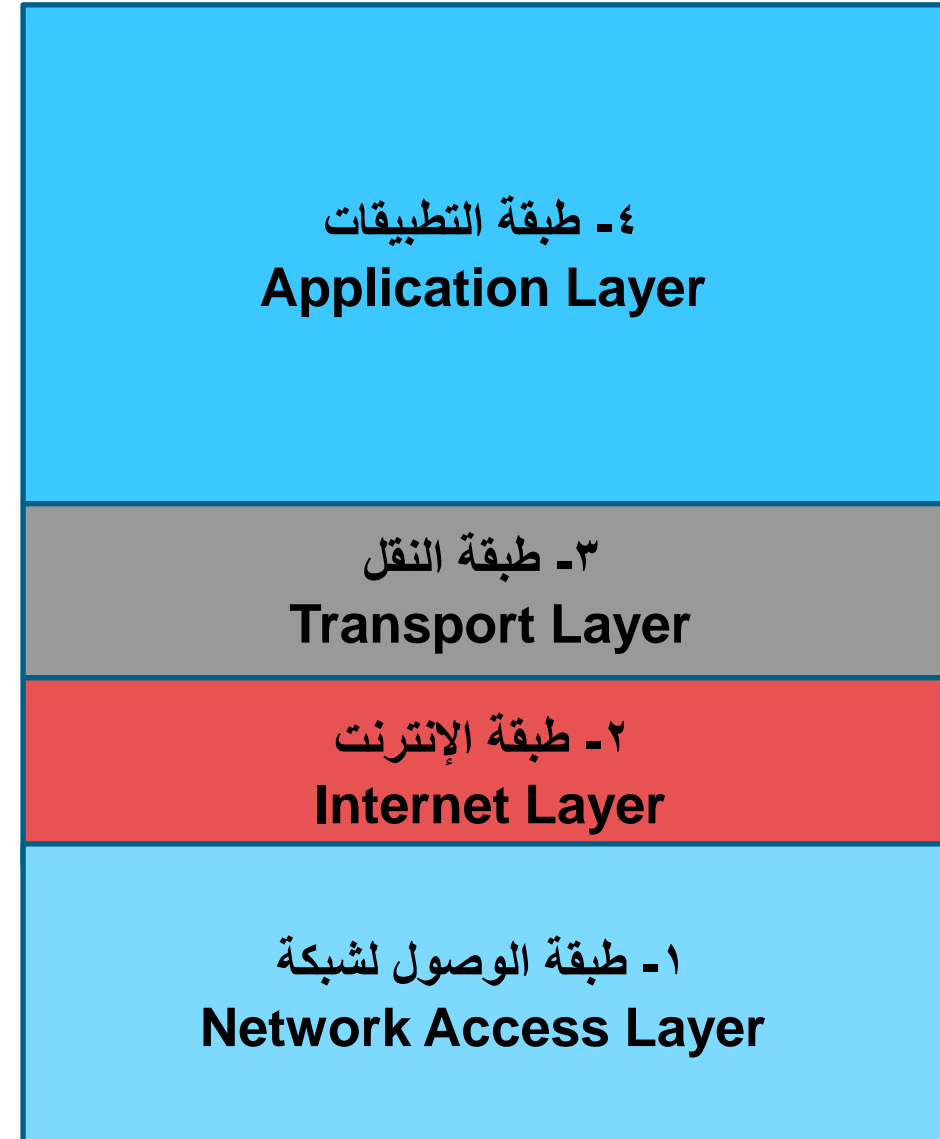 ٤- طبقة التطبيقات
Application Layer
٣- طبقة النقل
Transport Layer
٢- طبقة الإنترنت
Internet Layer
١- طبقة الوصول لشبكة
Network Access Layer